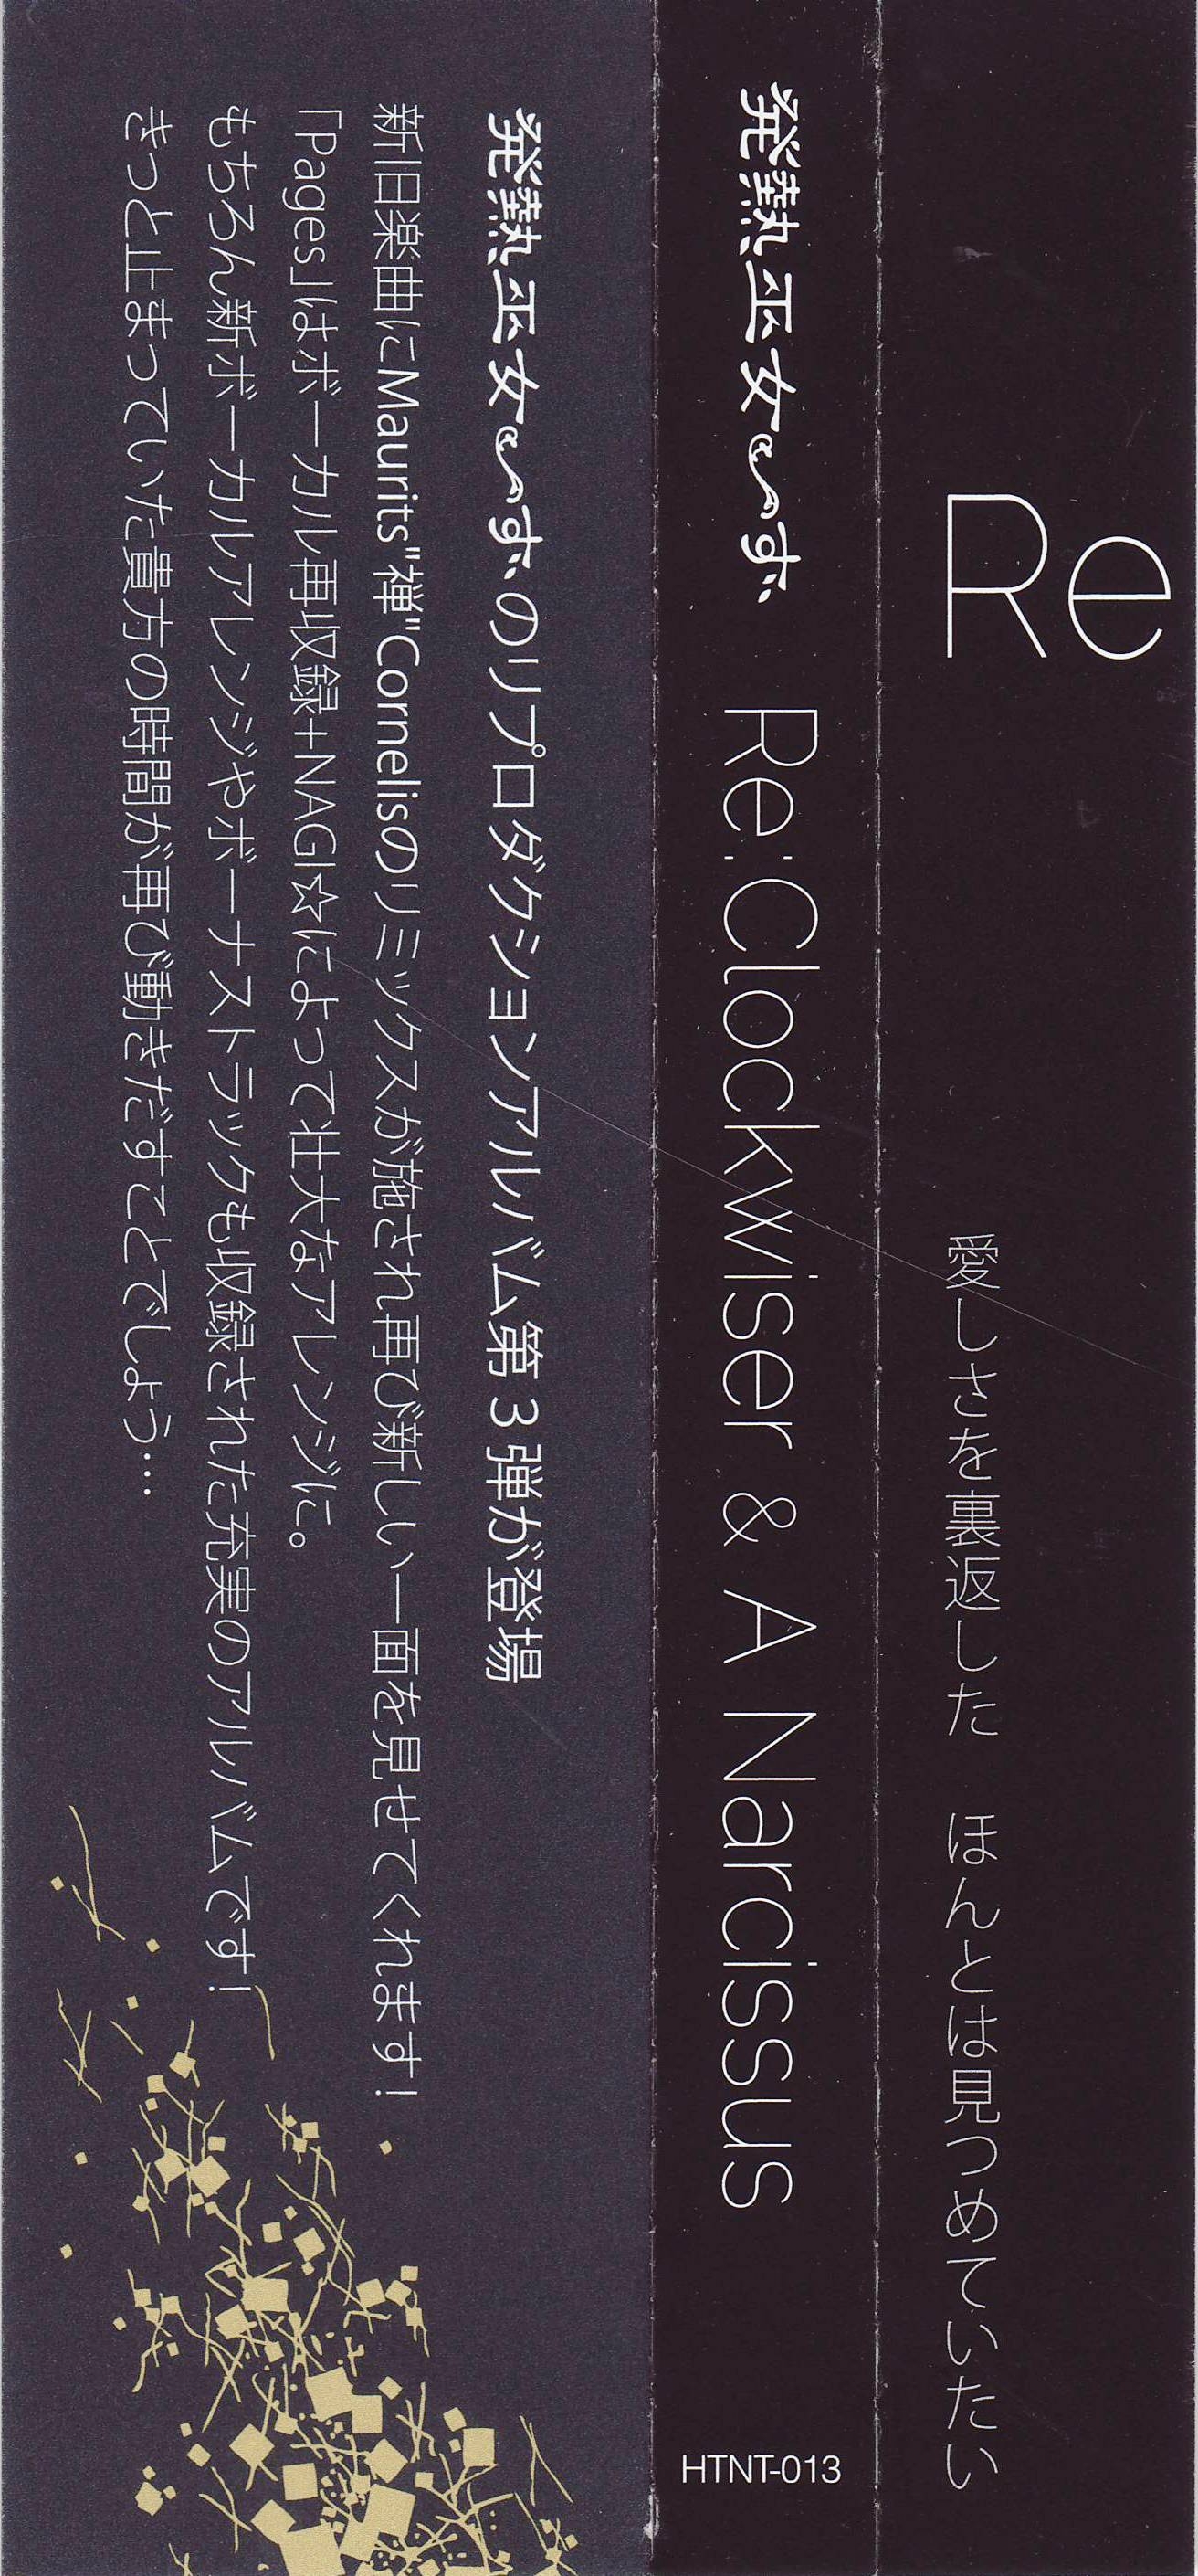 Re
愛しさを裏返した　ほんとは見つめていたい
発熱巫女～ず Re:Clockwiser & A Narcissus
HTNT-013
発熱巫女～ずのリプロダクションアルバム第3弾が登場
新旧楽曲にMaurits"禅"Cornelisのリミックスが施され再び新しい一面を見せてくれます!
「Pages」はボーカル再収録+NAGI☆によって壮大なアレンジに。
もちろん新ボーカルアレンジやボーナストラックも収録された充実のアルバムです!
きっと止まっていた貴方の時間が再び動きだすことでしょう…